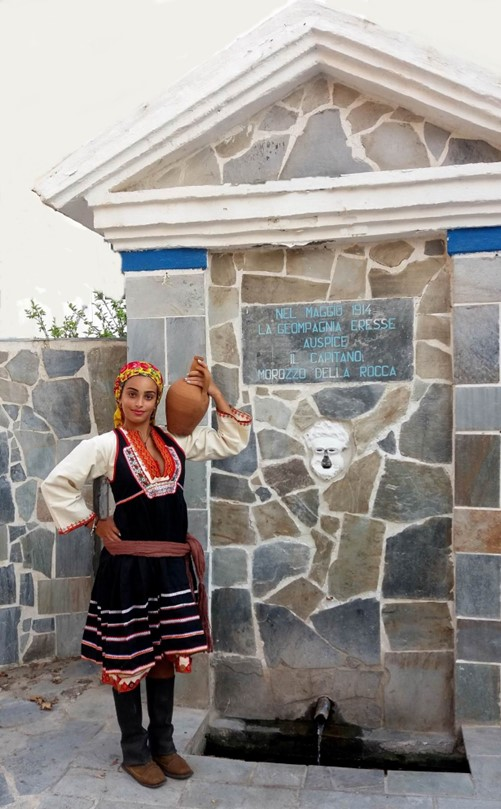 NEL MAGGIO 1914
LA GEOMPAGNIA ERESSE
AUSPICE
IL CAPITANO:
MOROZZO DELLA ROCCA